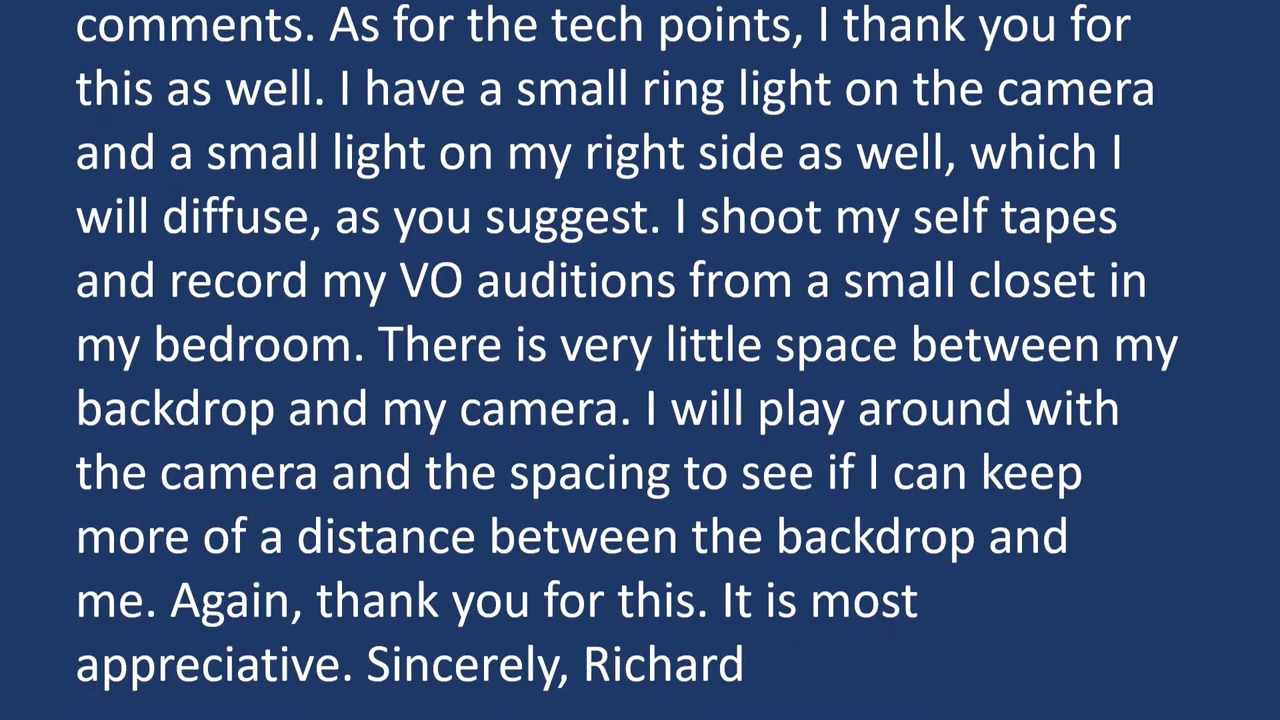 comments. As for the tech points, I thank you for
this as well. I have a small ring light on the camera
and a small light on my right side as well, which I
will diffuse, as you suggest. I shoot my self tapes
and record my VO auditions from a small closet in
my bedroom. There is very little space between my
backdrop and my camera. I will play around with
the camera and the spacing to see if I can keep
more of a distance between the backdrop and
me. Again, thank you for this. It is most
appreciative. Sincerely, Richard